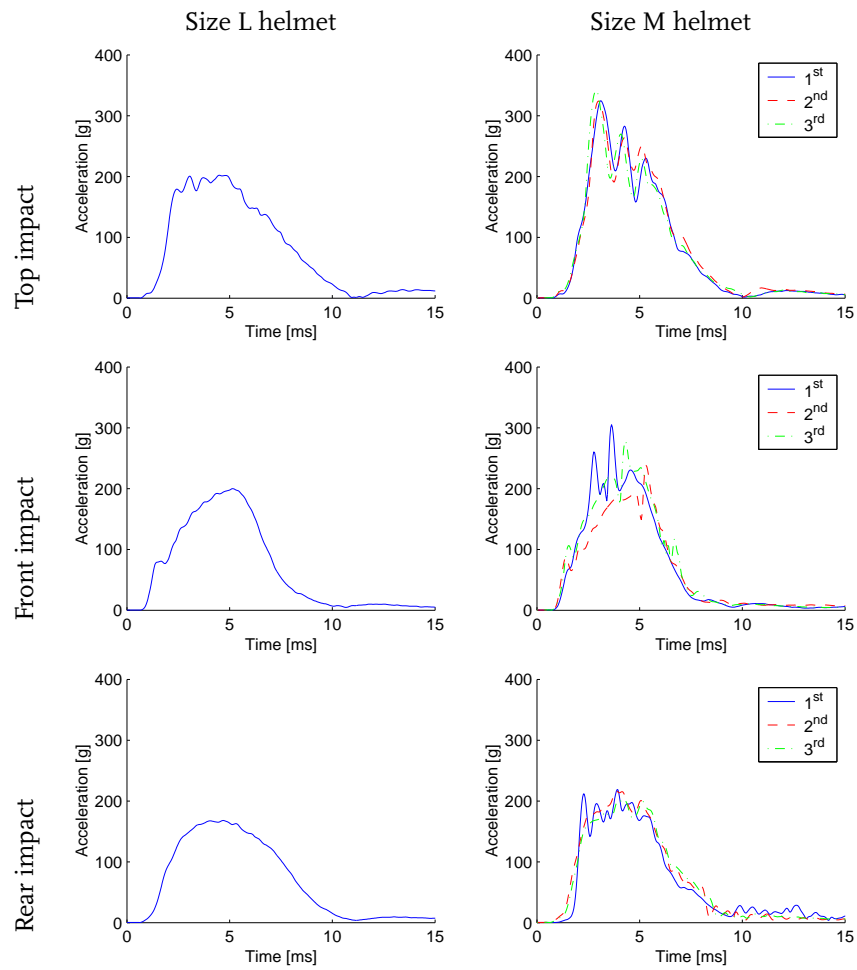 Size L helmet
Size M helmet
Top impact
Acceleration [g]
400
300
200
100
0
0 5 10 15
Time [ms]
Acceleration [g]
400
300
200
100
0
0 5 10 15
Time [ms]
1st
2nd
3rd
Front impact
Acceleration [g]
400
300
200
100
0
0 5 10 15
Time [ms]
Acceleration [g]
400
300
200
100
0
0 5 10 15
Time [ms]
1st
2nd
3rd
Rear impact
Acceleration [g]
400
300
200
100
0
0 5 10 15
Time [ms]
Acceleration [g]
400
300
200
100
0
0 5 10 15
Time [ms]
1st
2nd
3rd